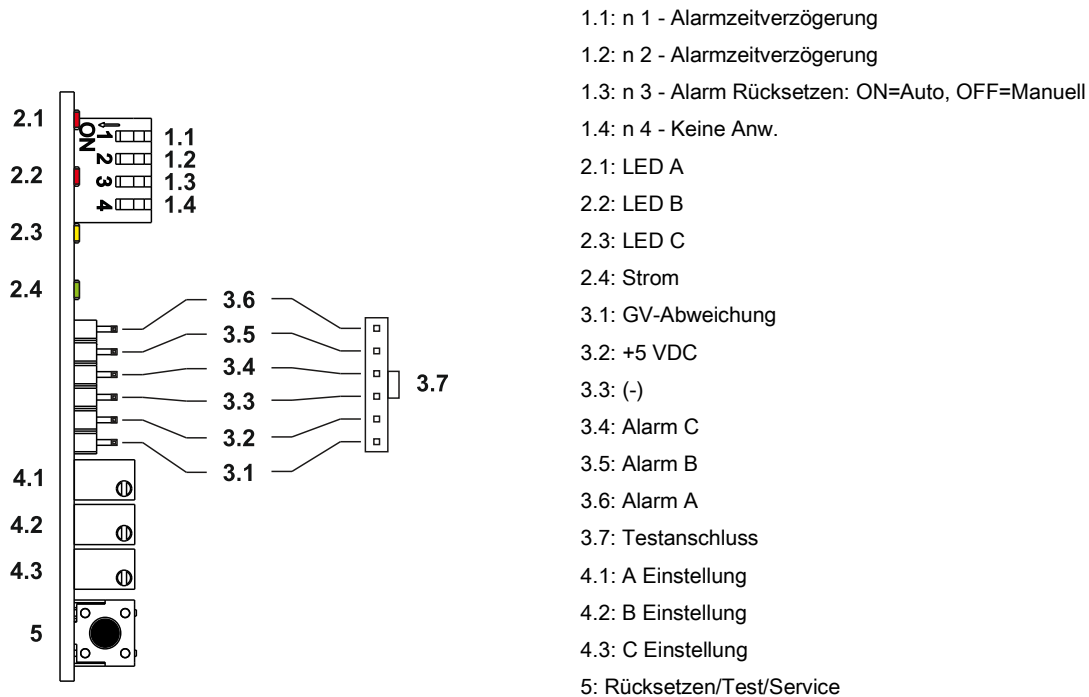 2.1
2.2
2.3
2.4
ON
1
2
3
4
1.1
1.2
1.3
1.4
3.6
3.5
3.4
3.3
3.2
3.1
3.7
4.1
4.2
4.3
5
1.1: n 1 - Alarmzeitverzögerung
1.2: n 2 - Alarmzeitverzögerung
1.3: n 3 - Alarm Rücksetzen: ON=Auto, OFF=Manuell
1.4: n 4 - Keine Anw.
2.1: LED A
2.2: LED B
2.3: LED C
2.4: Strom
3.1: GV-Abweichung
3.2: +5 VDC
3.3: (-)
3.4: Alarm C
3.5: Alarm B
3.6: Alarm A
3.7: Testanschluss
4.1: A Einstellung
4.2: B Einstellung
4.3: C Einstellung
5: Rücksetzen/Test/Service